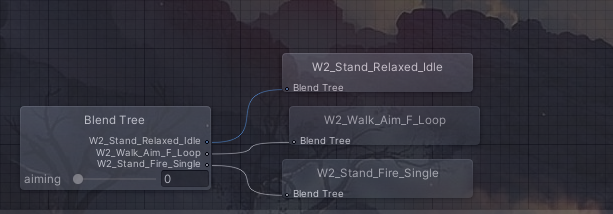 W2_Stand_Relaxed_Idle
Blend Tree
Blend Tree
W2_Stand_Relaxed_Idle
W2_Walk_Aim_F_Loop
W2_Stand_Fire_Single
aiming 0
W2_Walk_Aim_F_Loop
Blend Tree
W2_Stand_Fire_Single
Blend Tree